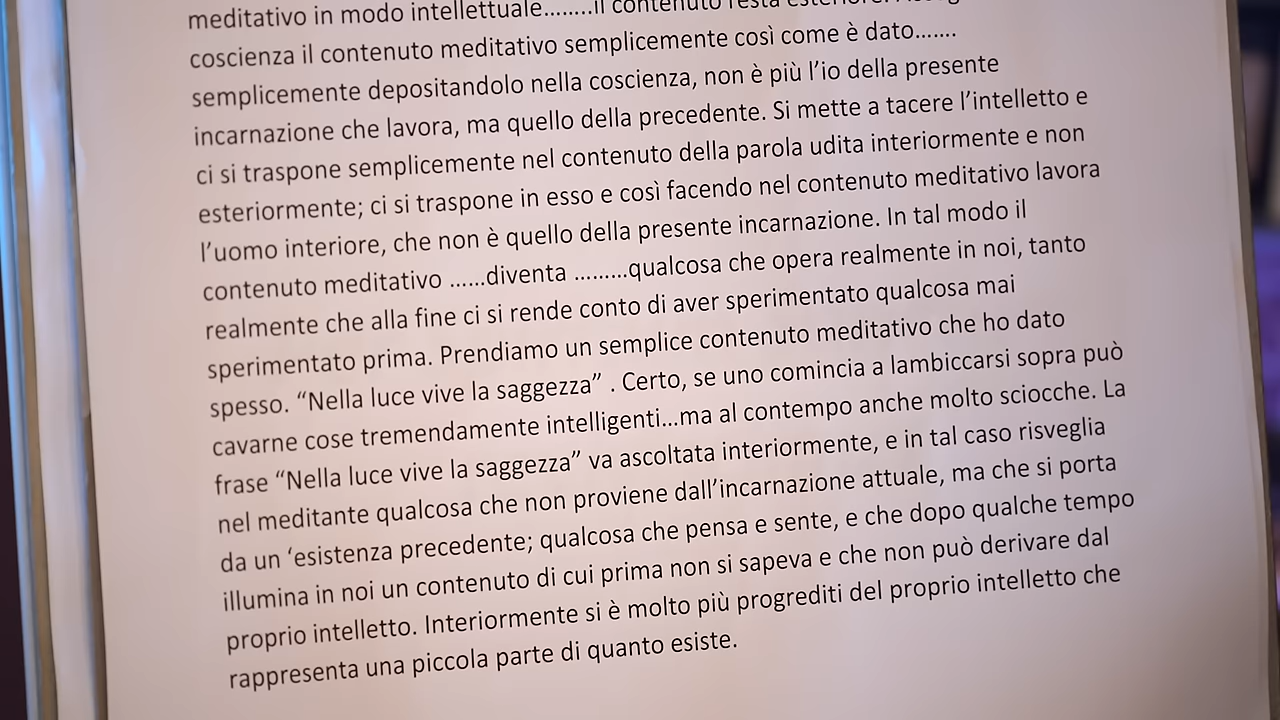 meditativo in modo intellettuale........il contenuto resta esteriore.
coscienza il contenuto meditativo semplicemente così come è dato.......
semplicemente depositandolo nella coscienza, non è più l’io della presente
incarnazione che lavora, ma quello della precedente. Si mette a tacere l’intelletto e
ci si traspone semplicemente nel contenuto della parola udita interiormente e non
esteriormente; ci si traspone in esso e così facendo nel contenuto meditativo lavora
l’uomo interiore, che non è quello della presente incarnazione. In tal modo il
contenuto meditativo ......diventa .........qualcosa che opera realmente in noi, tanto
realmente che alla fine ci si rende conto di aver sperimentato qualcosa mai
sperimentato prima. Prendiamo un semplice contenuto meditativo che ho dato
spesso. “Nella luce vive la saggezza” . Certo, se uno comincia a lambiccarsi sopra può
cavarne cose tremendamente intelligenti...ma al contempo anche molto sciocche. La
frase “Nella luce vive la saggezza” va ascoltata interiormente, e in tal caso risveglia
nel meditante qualcosa che non proviene dall’incarnazione attuale, ma che si porta
da un ‘esistenza precedente; qualcosa che pensa e sente, e che dopo qualche tempo
illumina in noi un contenuto di cui prima non si sapeva e che non può derivare dal
proprio intelletto. Interiormente si è molto più progrediti del proprio intelletto che
rappresenta una piccola parte di quanto esiste.